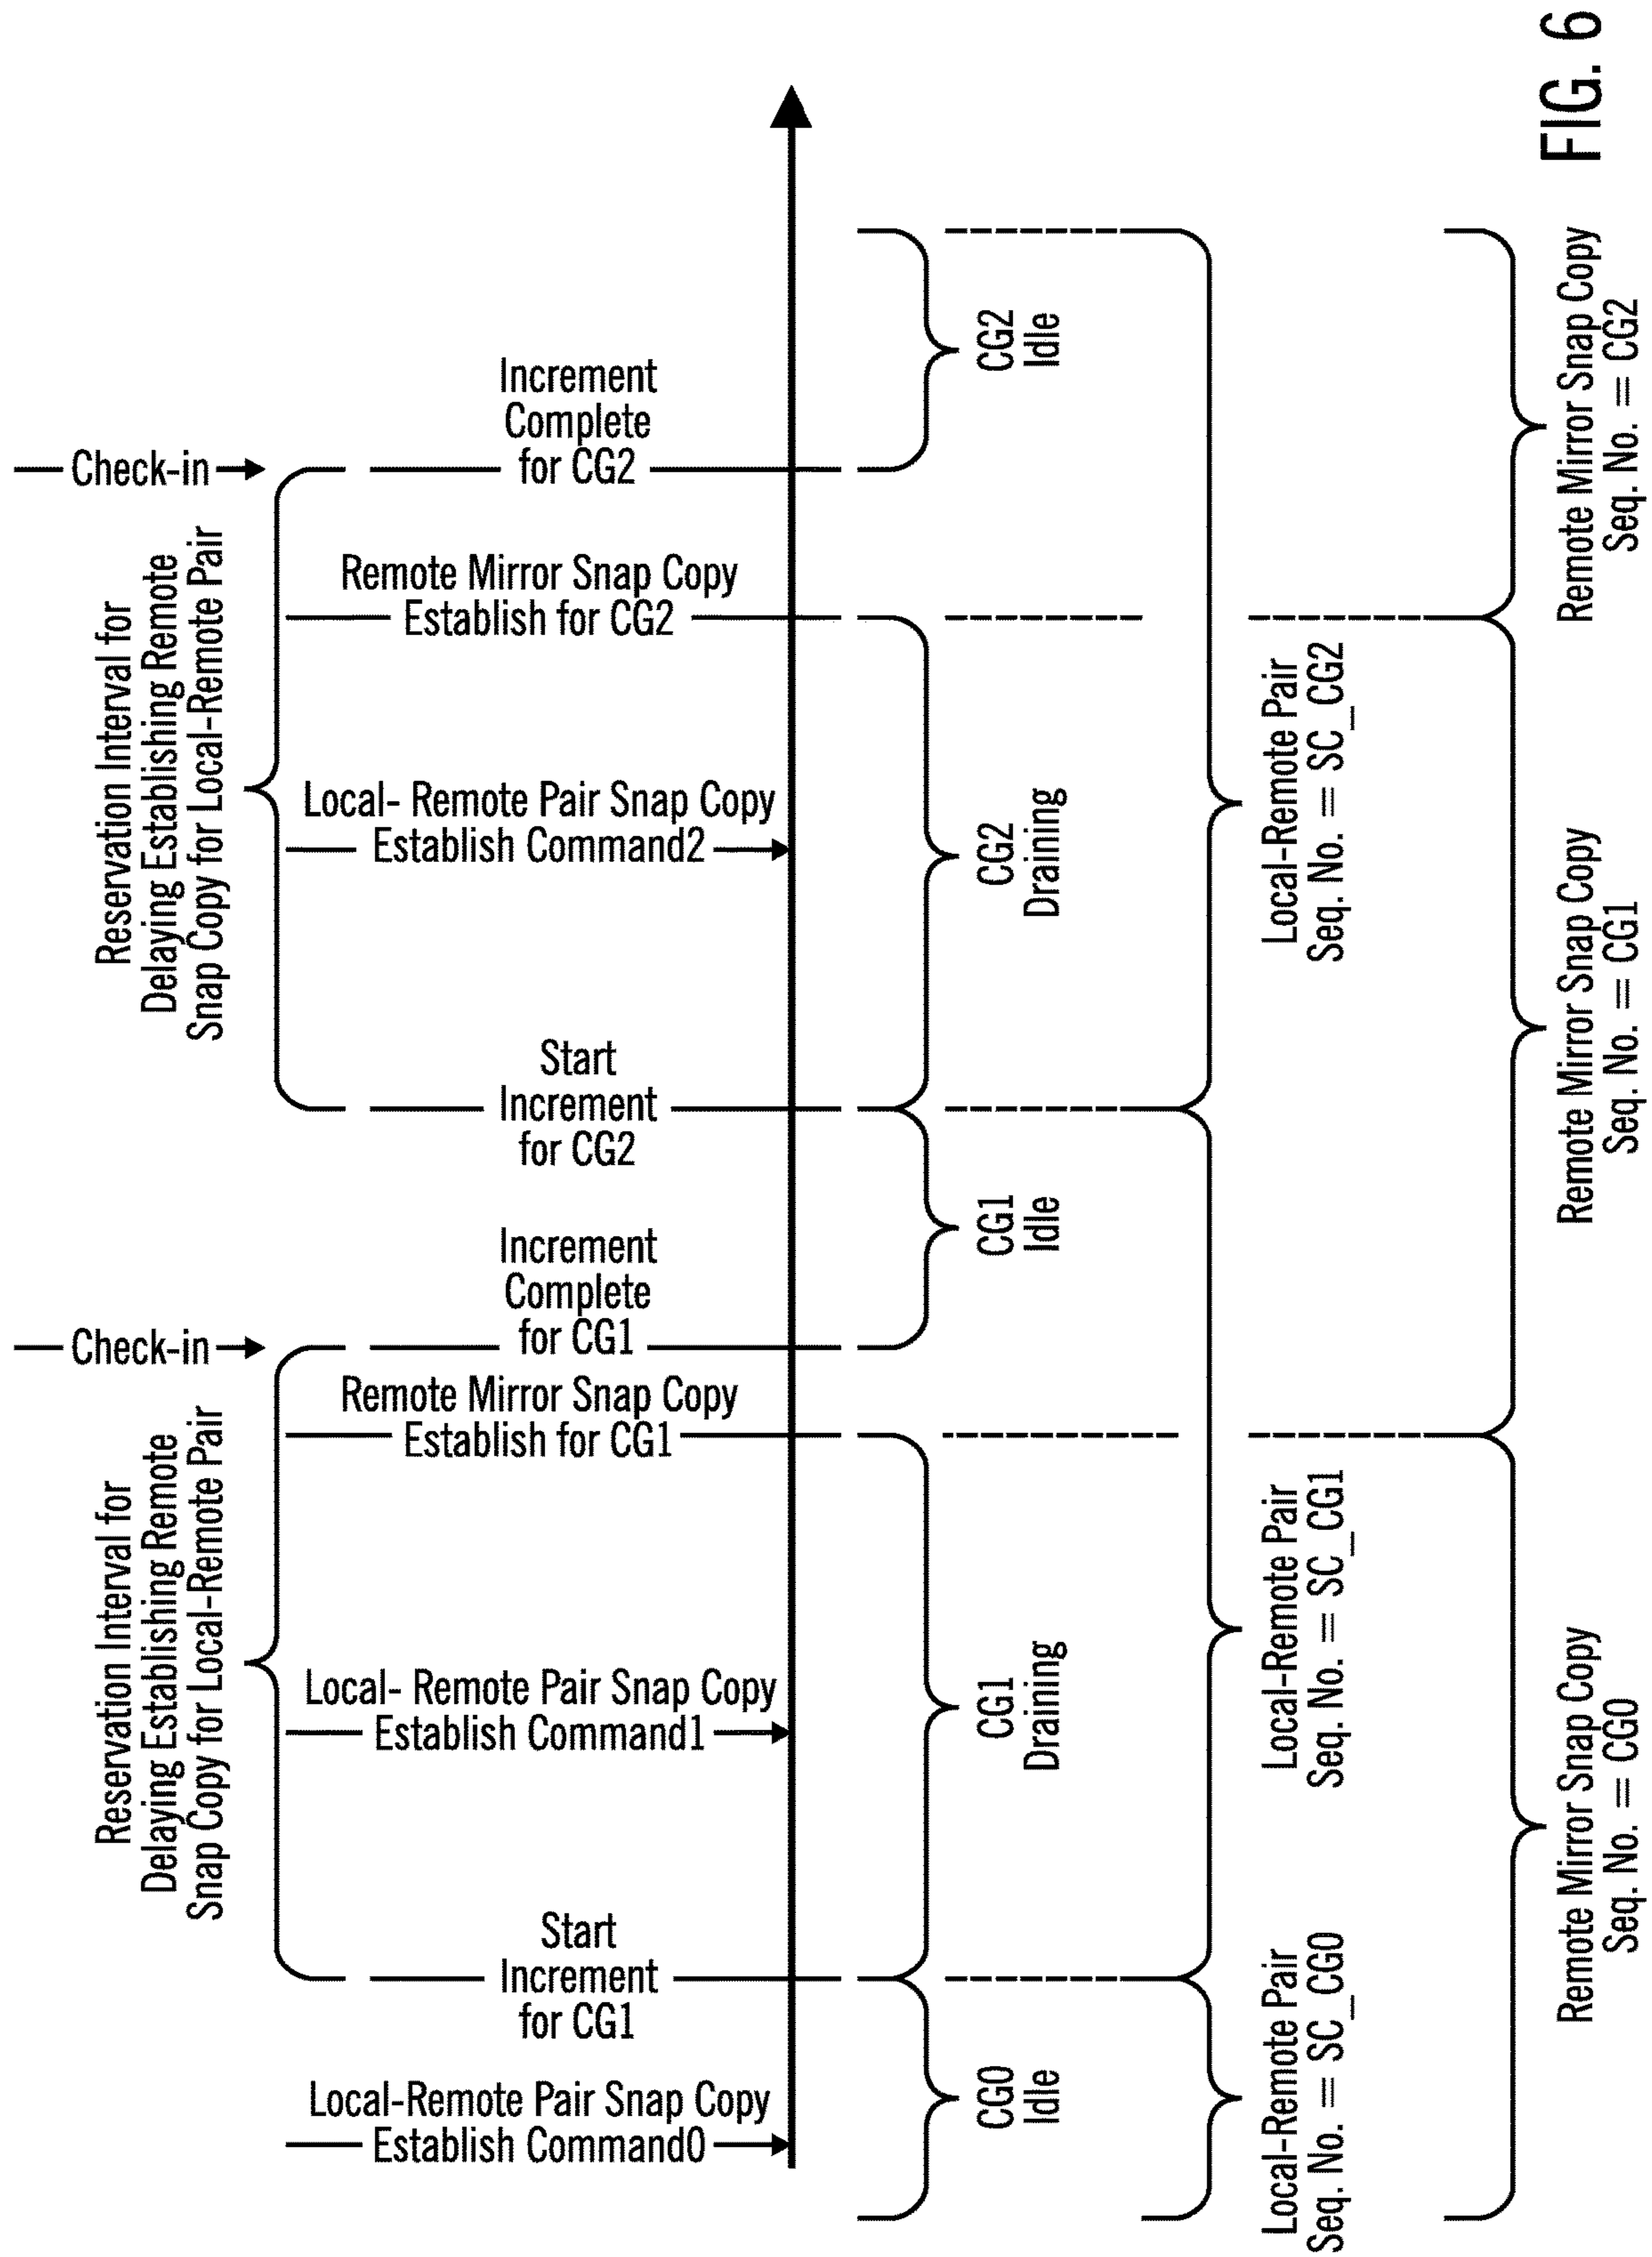 Check-in
Check-in
Reservation Interval for
Delaying Establishing Remote
Snap Copy for Local-Remote Pair
Reservation Interval for
Delaying Establishing Remote
Snap Copy for Local-Remote Pair
Local-Remote Pair Snap Copy
Establish Command0
Start
Increment
for CG1
Local- Remote Pair Snap Copy
Establish Command1
Remote Mirror Snap Copy
Establish for CG1
Increment
Complete
for CG1
Start
Increment
for CG2
Local- Remote Pair Snap Copy
Establish Command2
Remote Mirror Snap Copy
Establish for CG2
Increment
Complete
for CG2
CG0
Idle
CG1
Draining
CG1
Idle
CG2
Draining
CG2
Idle
Local-Remote Pair
Seq. No. = SC_CG0
Local-Remote Pair
Seq. No. = SC_CG1
Local-Remote Pair
Seq. No. = SC_CG2
Remote Mirror Snap Copy
Seq. No. = CG0
Remote Mirror Snap Copy
Seq. No. = CG1
Remote Mirror Snap Copy
Seq. No. = CG2
FIG. 6